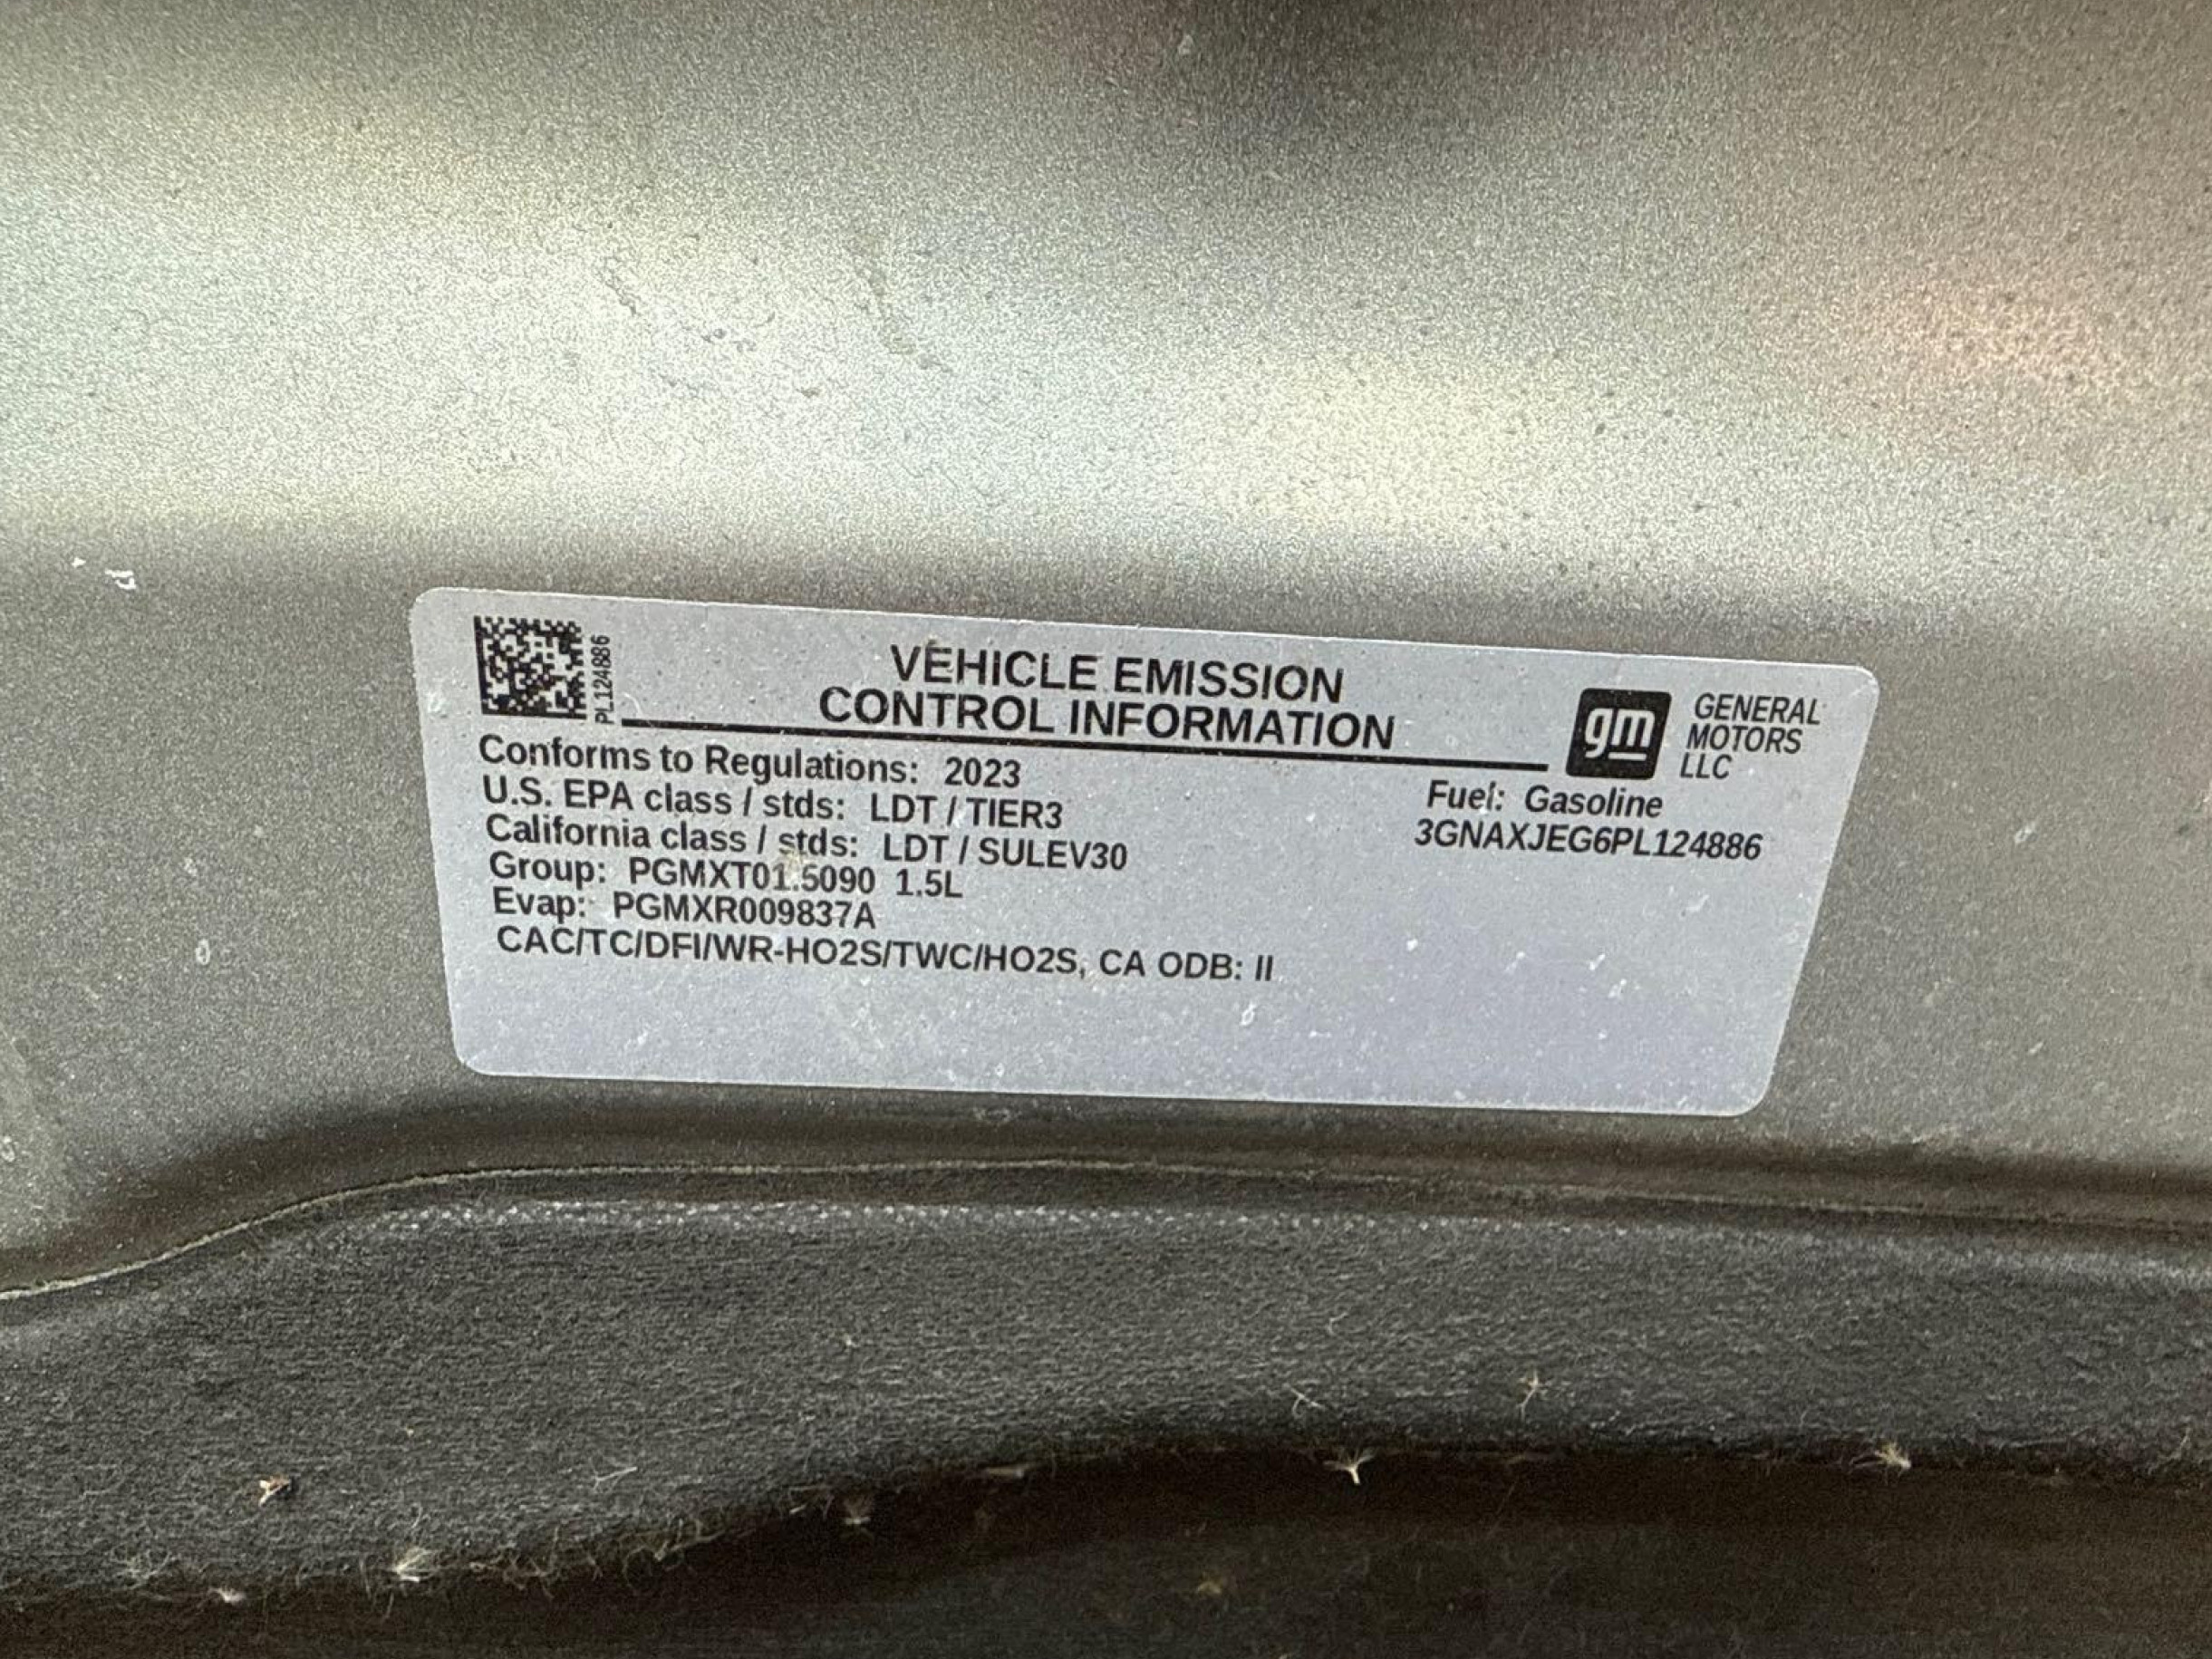 PL124886
VEHICLE EMISSION
CONTROL INFORMATION
gm
GENERAL
MOTORS
LLC
Conforms to Regulations: 2023
U.S. EPA class / stds: LDT / TIER3
California class / stds: LDT / SULEV30
Group: PGMXT01.5090 1.5L
Evap: PGMXR009837A
CAC/TC/DFI/WR-HO2S/TWC/HO2S, CA ODB: II
Fuel: Gasoline
3GNAXJEG6PL124886